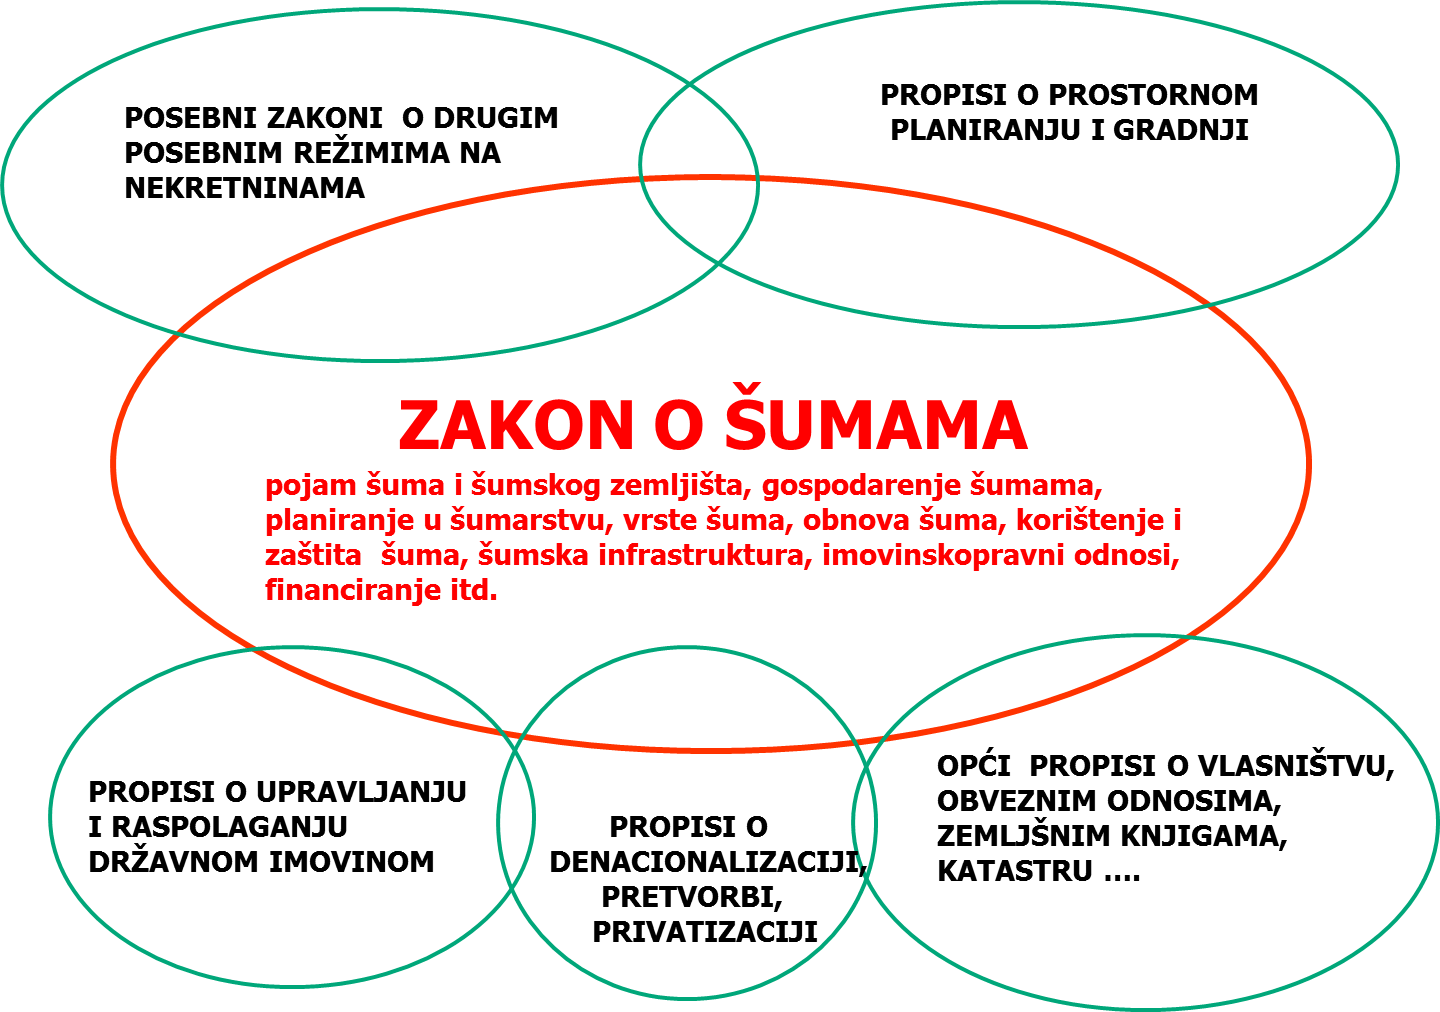 POSEBNI ZAKONI  O DRUGIM
POSEBNIM REŽIMIMA NA
NEKRETNINAMA
PROPISI O PROSTORNOM
PLANIRANJU I GRADNJI
ZAKON O ŠUMAMA
pojam šuma i šumskog zemljišta, gospodarenje šumama,
planiranje u šumarstvu, vrste šuma, obnova šuma, korištenje i
zaštita  šuma, šumska infrastruktura, imovinskopravni odnosi,
financiranje itd.
PROPISI O UPRAVLJANJU
I RASPOLAGANJU
DRŽAVNOM IMOVINOM
PROPISI O
DENACIONALIZACIJI,
PRETVORBI,
PRIVATIZACIJI
OPĆI  PROPISI O VLASNIŠTVU,
OBVEZNIM ODNOSIMA,
ZEMLJŠNIM KNJIGAMA,
KATASTRU ....